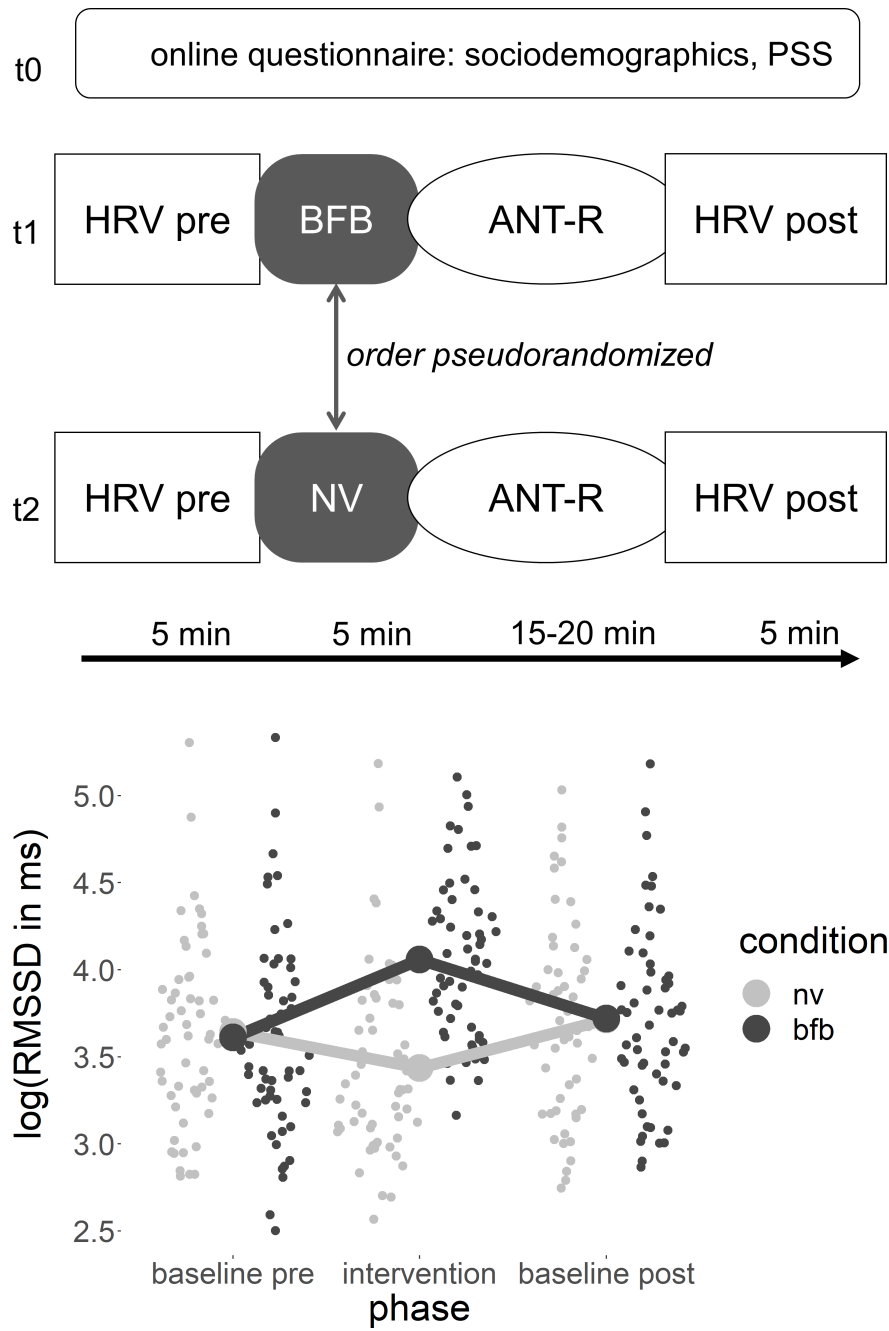 t0
online questionnaire: sociodemographics, PSS
t1
HRV pre
BFB
ANT-R
HRV post
order pseudorandomized
t2
HRV pre
NV
ANT-R
HRV post
5 min
5 min
15-20 min
5 min
log(RMSSD in ms)
5.0
4.5
4.0
3.5
3.0
2.5
baseline pre
intervention
baseline post
phase
condition
nv
bfb